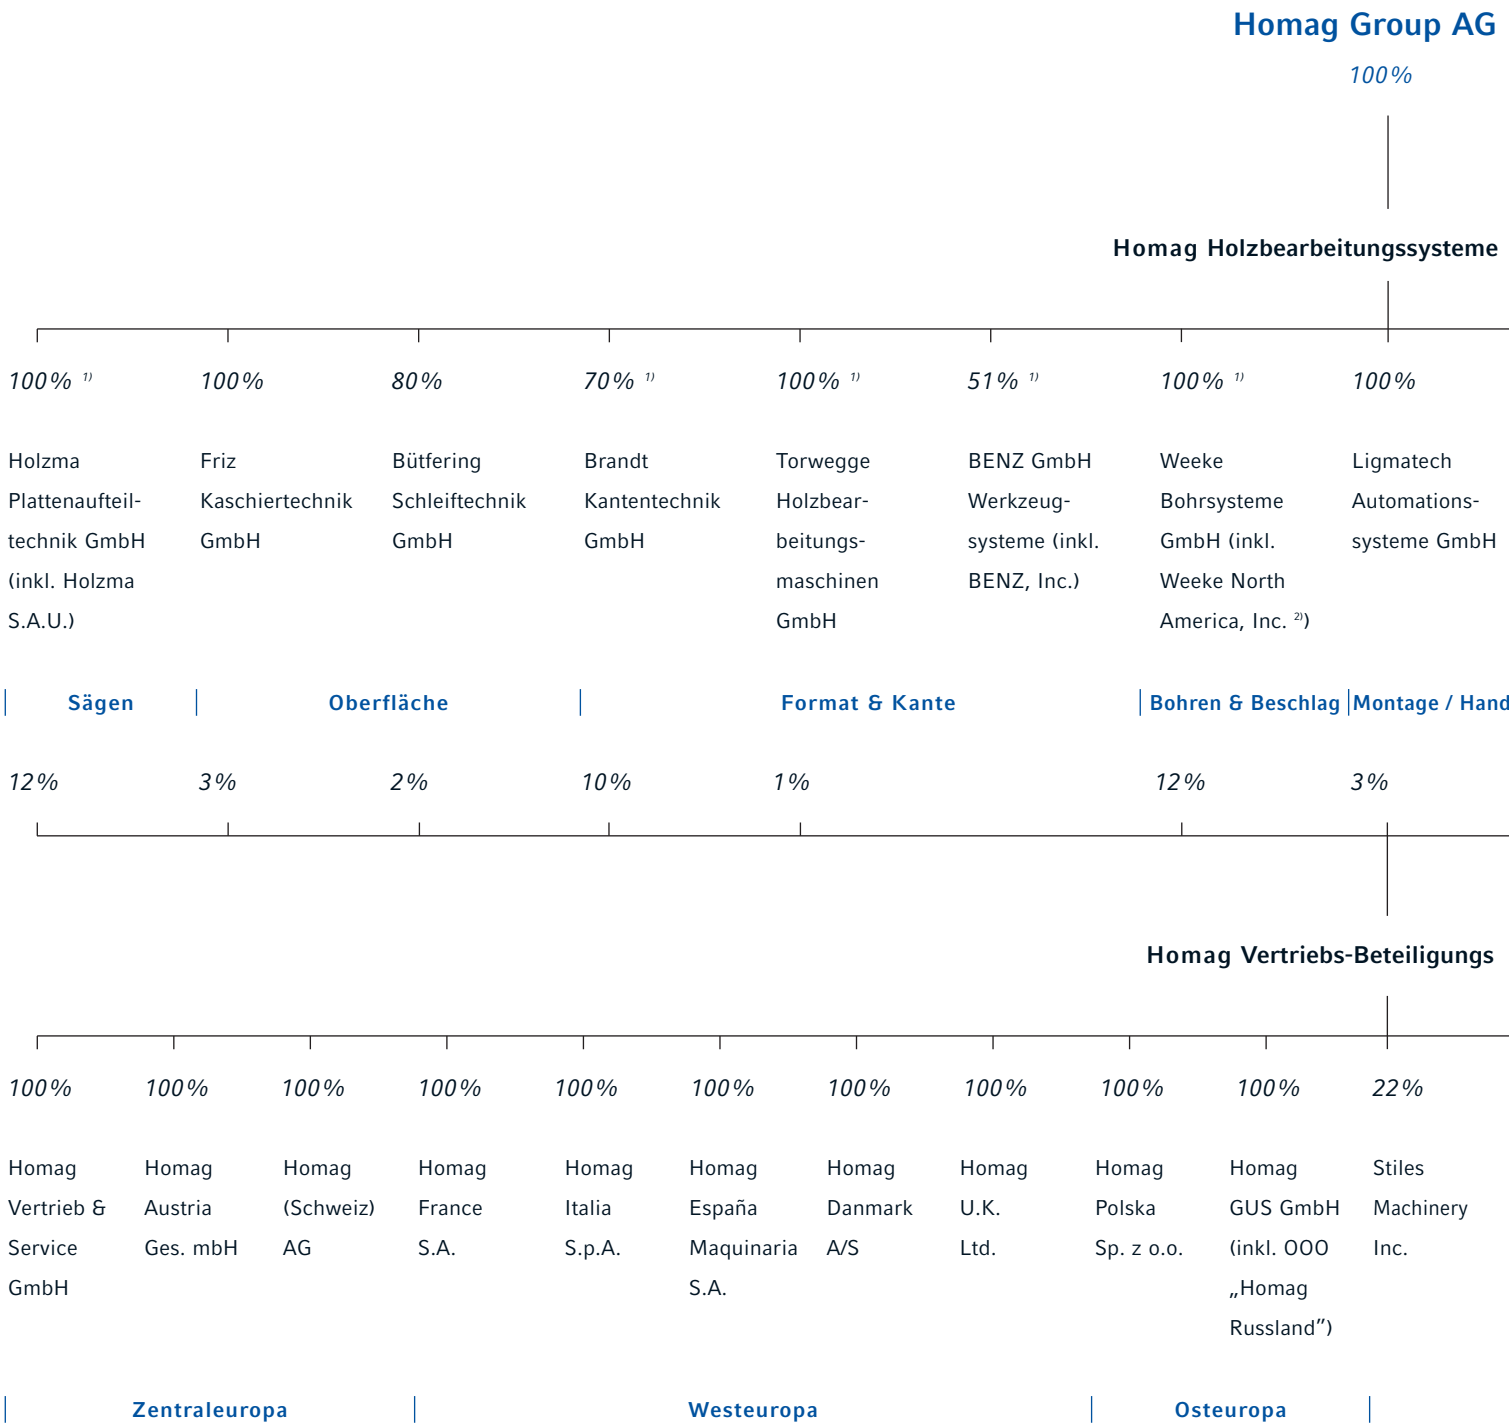 Homag Group AG
100%
Homag Holzbearbeitungssysteme
100% 1) 100% 80% 70% 1) 100% 1) 51% 1) 100% 1) 100%
Holzma
Plattenaufteil-
technik GmbH
(inkl. Holzma
S.A.U.)
Friz
Kaschiertechnik
GmbH
Bütfering
Schleiftechnik
GmbH
Brandt
Kantentechnik
GmbH
Torwegge
Holzbear-
beitungs-
maschinen
GmbH
BENZ GmbH
Werkzeug-
systeme (inkl.
BENZ, Inc.)
Weeke
Bohrsysteme
GmbH (inkl.
Weeke North
America, Inc. 2))
Ligmatech
Automations-
systeme GmbH
Sägen Oberfläche Format & Kante Bohren & Beschlag Montage / Hand
12% 3% 2% 10% 1% 12% 3%
Homag Vertriebs-Beteiligungs
100% 100% 100% 100% 100% 100% 100% 100% 100% 100% 22%
Homag
Vertrieb &
Service
GmbH
Homag
Austria
Ges. mbH
Homag
(Schweiz)
AG
Homag
France
S.A.
Homag
Italia
S.p.A.
Homag
España
Maquinaria
S.A.
Homag
Danmark
A/S
Homag
U.K.
Ltd.
Homag
Polska
Sp. z o.o.
Homag
GUS GmbH
(inkl. OOO
„Homag
Russland”)
Stiles
Machinery
Inc.
Zentraleuropa Westeuropa Osteuropa